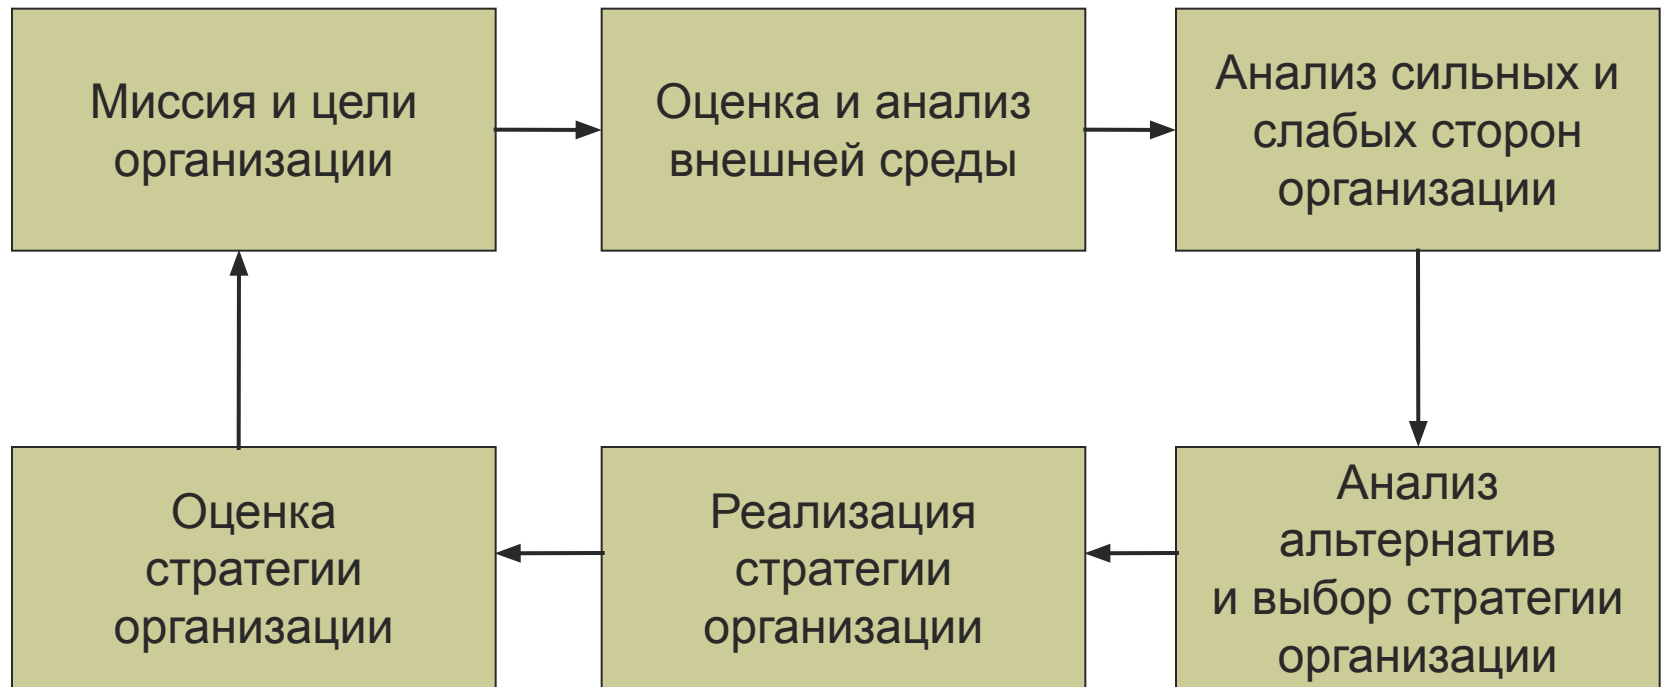 Миссия и цели
организации
Оценка и анализ
внешней среды
Анализ сильных и
слабых сторон
организации
Оценка
стратегии
организации
Реализация
стратегии
организации
Анализ
альтернатив
и выбор стратегии
организации